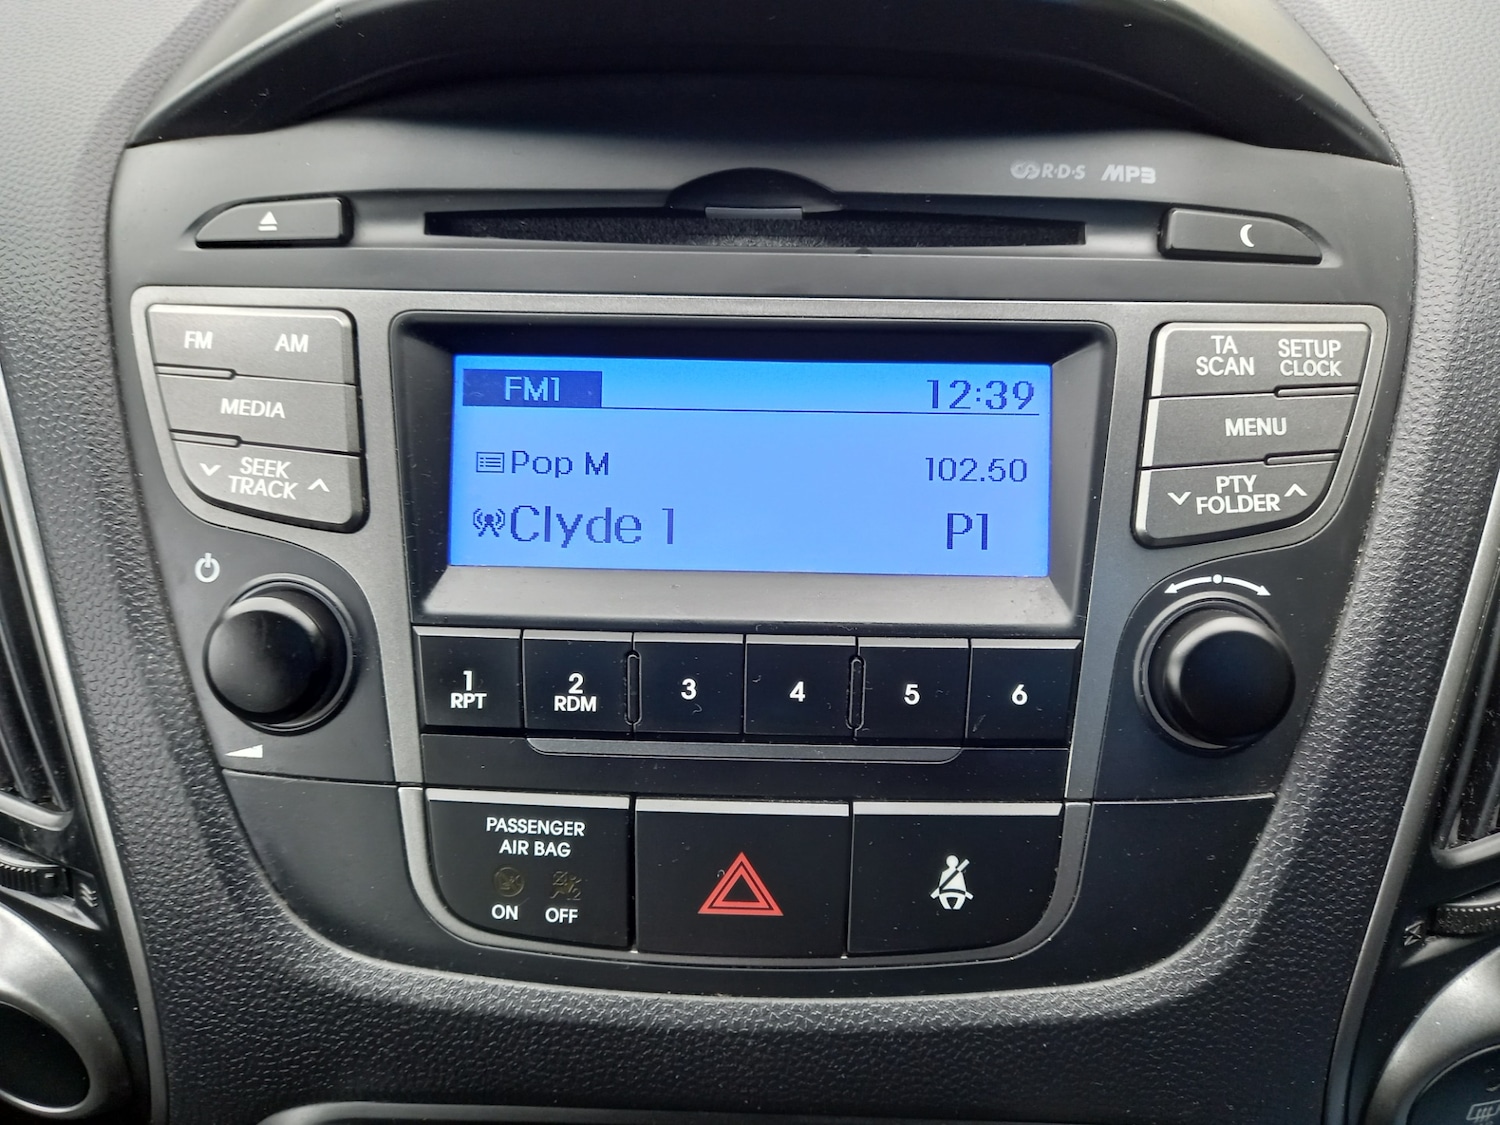 R·D·S MP3
FM AM
MEDIA
SEEK
TRACK
FM1 12:39
Pop M 102.50
Clyde 1 P1
TA
SCAN
SETUP
CLOCK
MENU
PTY
FOLDER
1
RPT
2
RDM
3
4
5
6
PASSENGER
AIR BAG
ON OFF